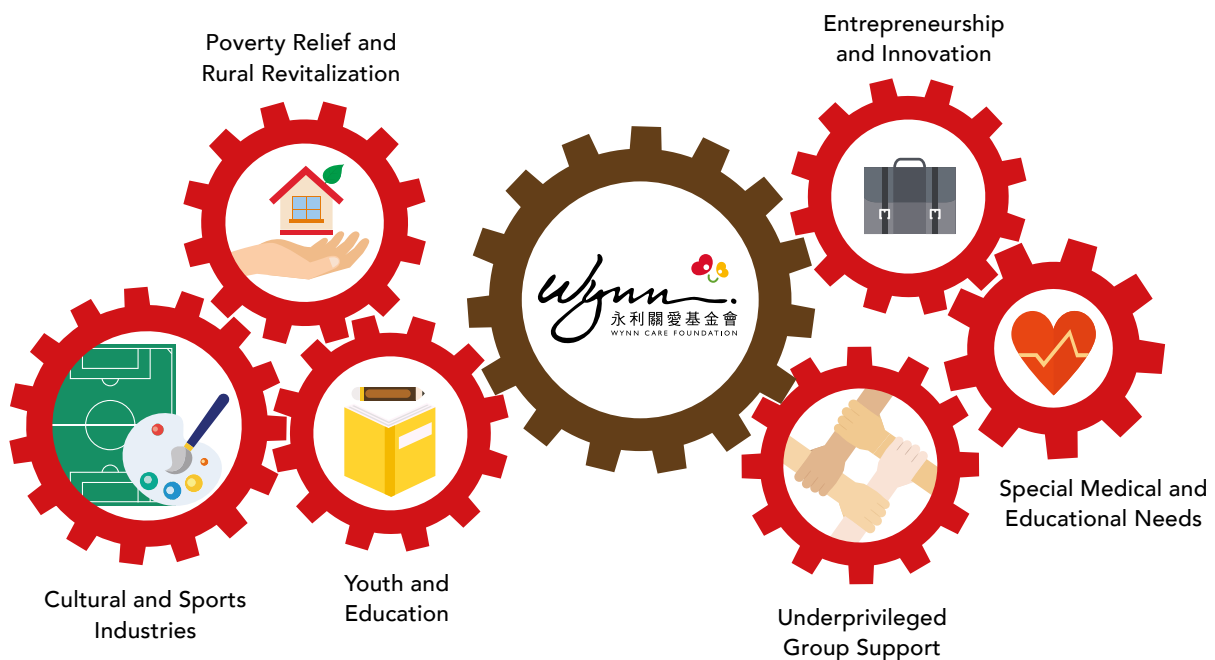 Poverty Relief and
Rural Revitalization
Entrepreneurship
and Innovation
Wynn
永利關愛基金會
WYNN CARE FOUNDATION
Cultural and Sports
Industries
Youth and
Education
Underprivileged
Group Support
Special Medical and
Educational Needs